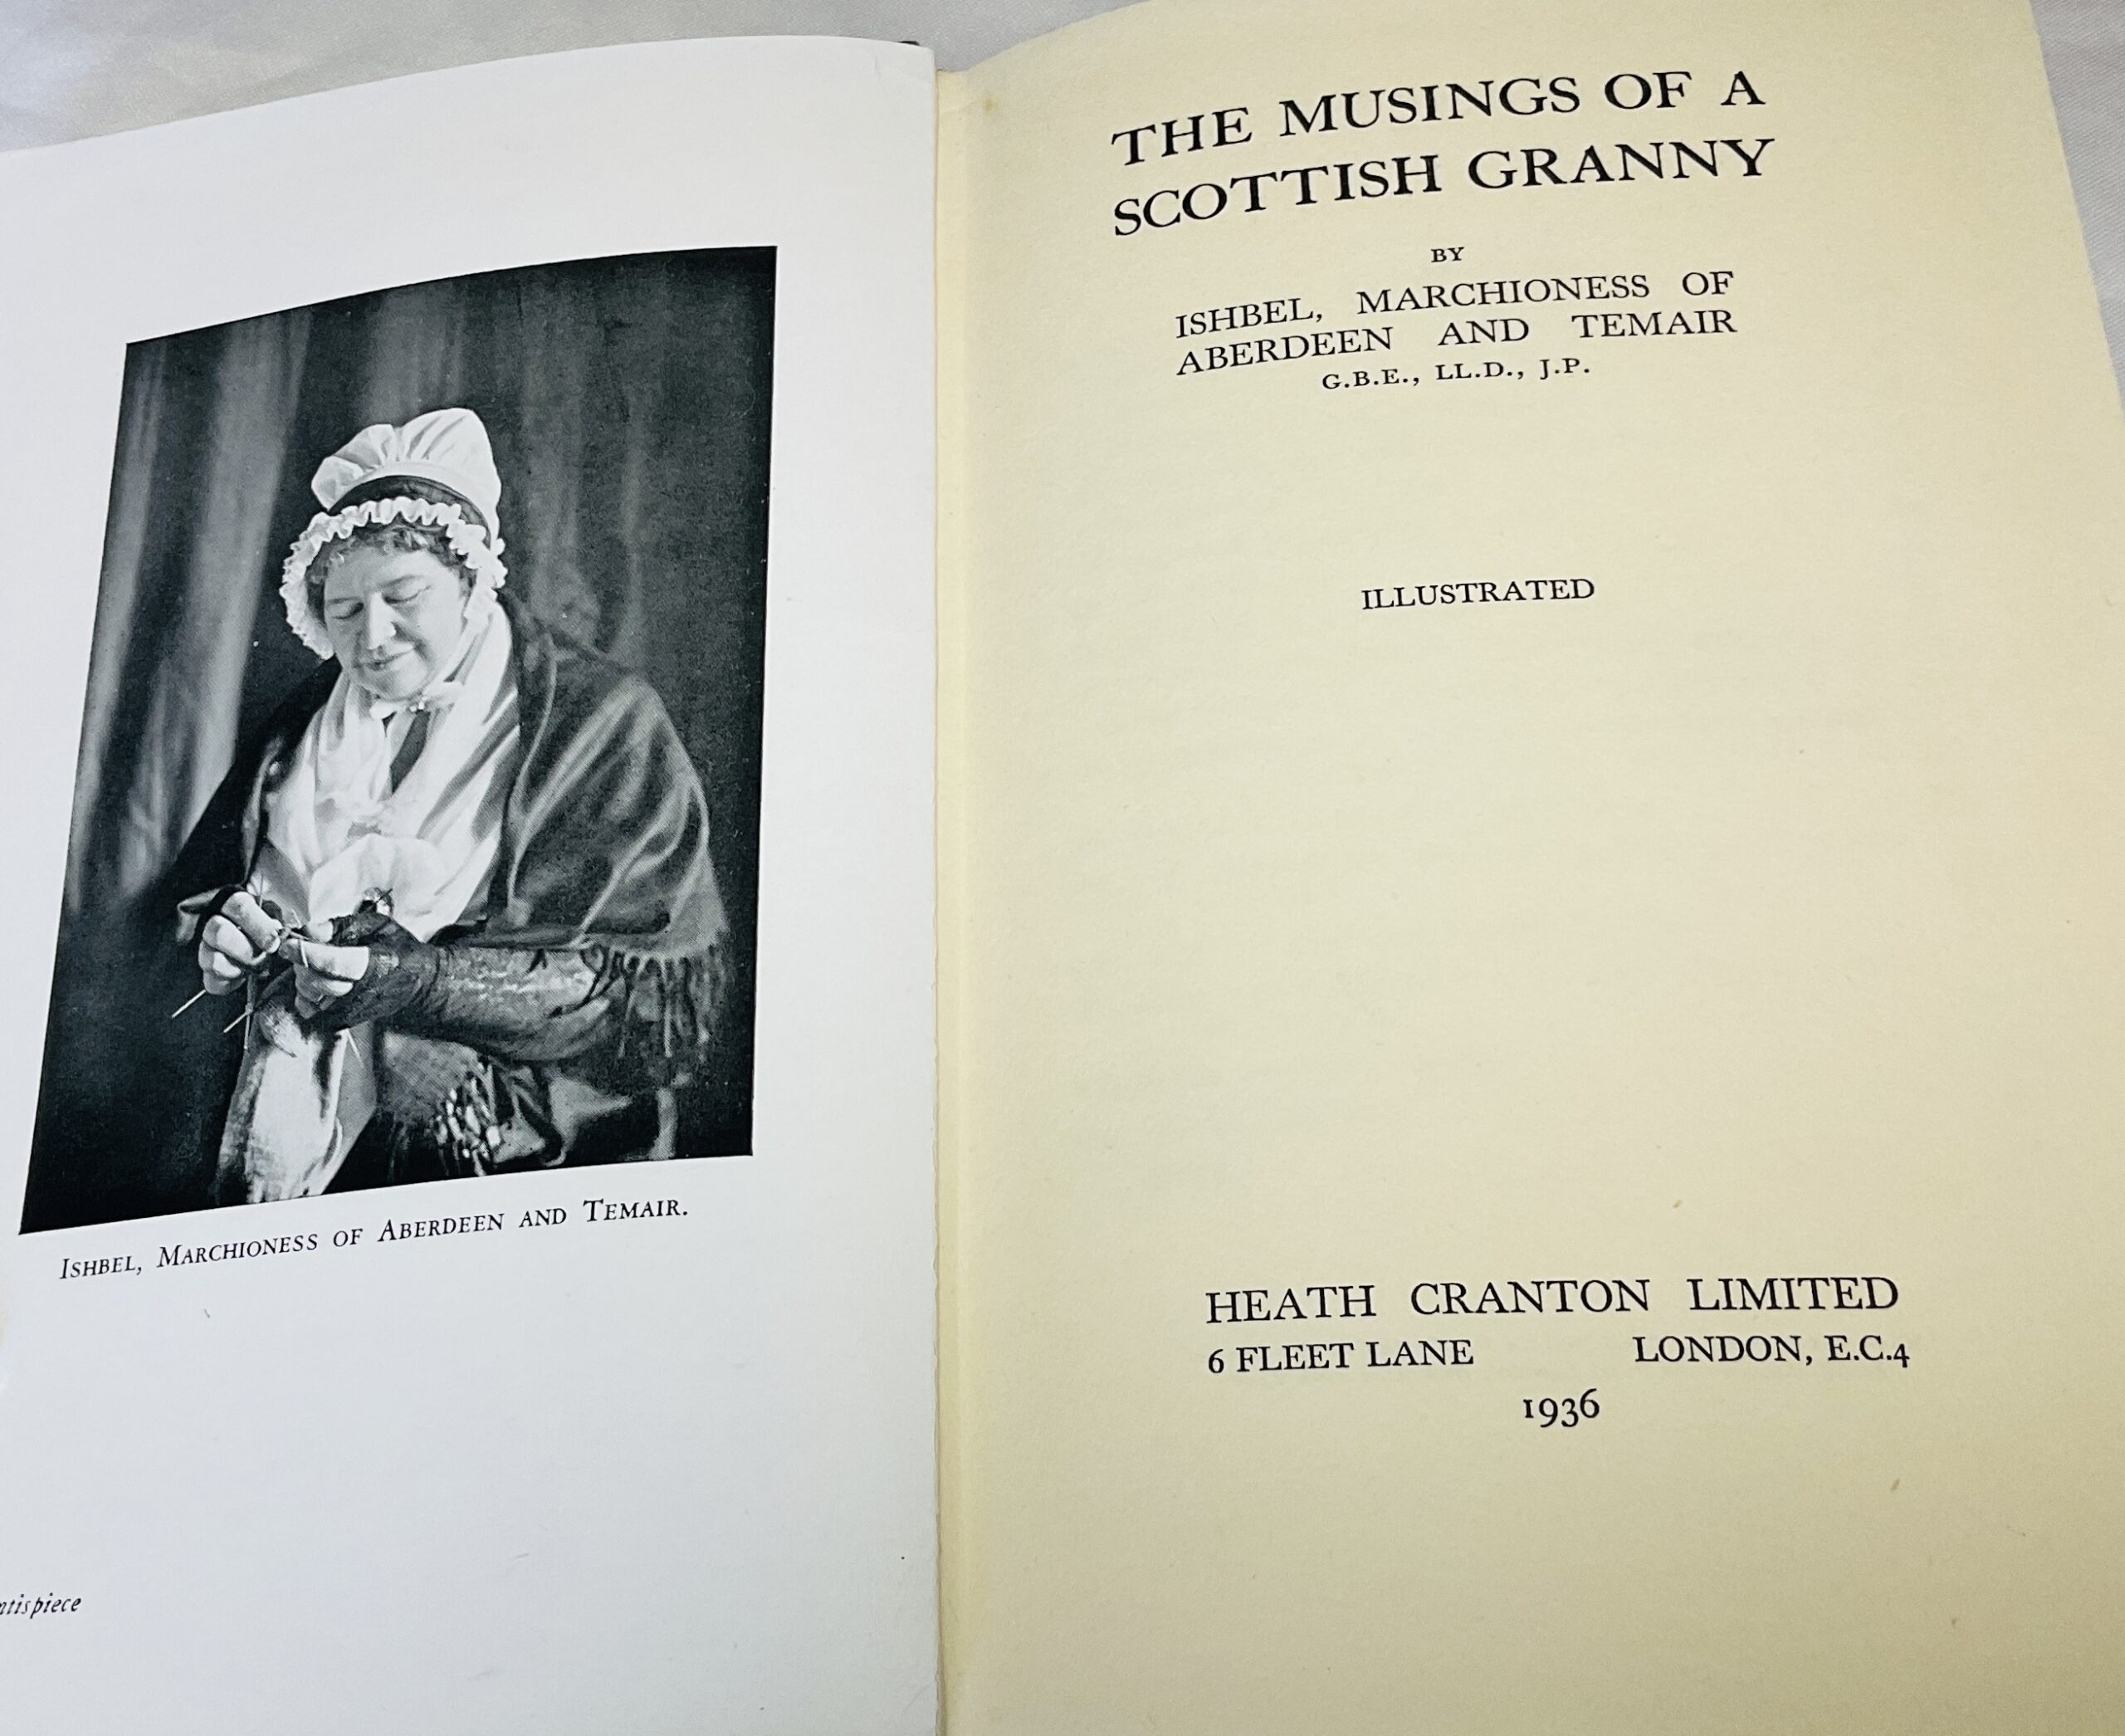 ISHBEL, MARCHIONESS OF ABERDEEN AND TEMAIR.
ntispiece
THE MUSINGS OF A
SCOTTISH GRANNY
BY
ISHBEL, MARCHIONESS OF
ABERDEEN AND TEMAIR
G.B.E., LL.D., J.P.
ILLUSTRATED
HEATH CRANTON LIMITED
6 FLEET LANE LONDON, E.C.4
1936